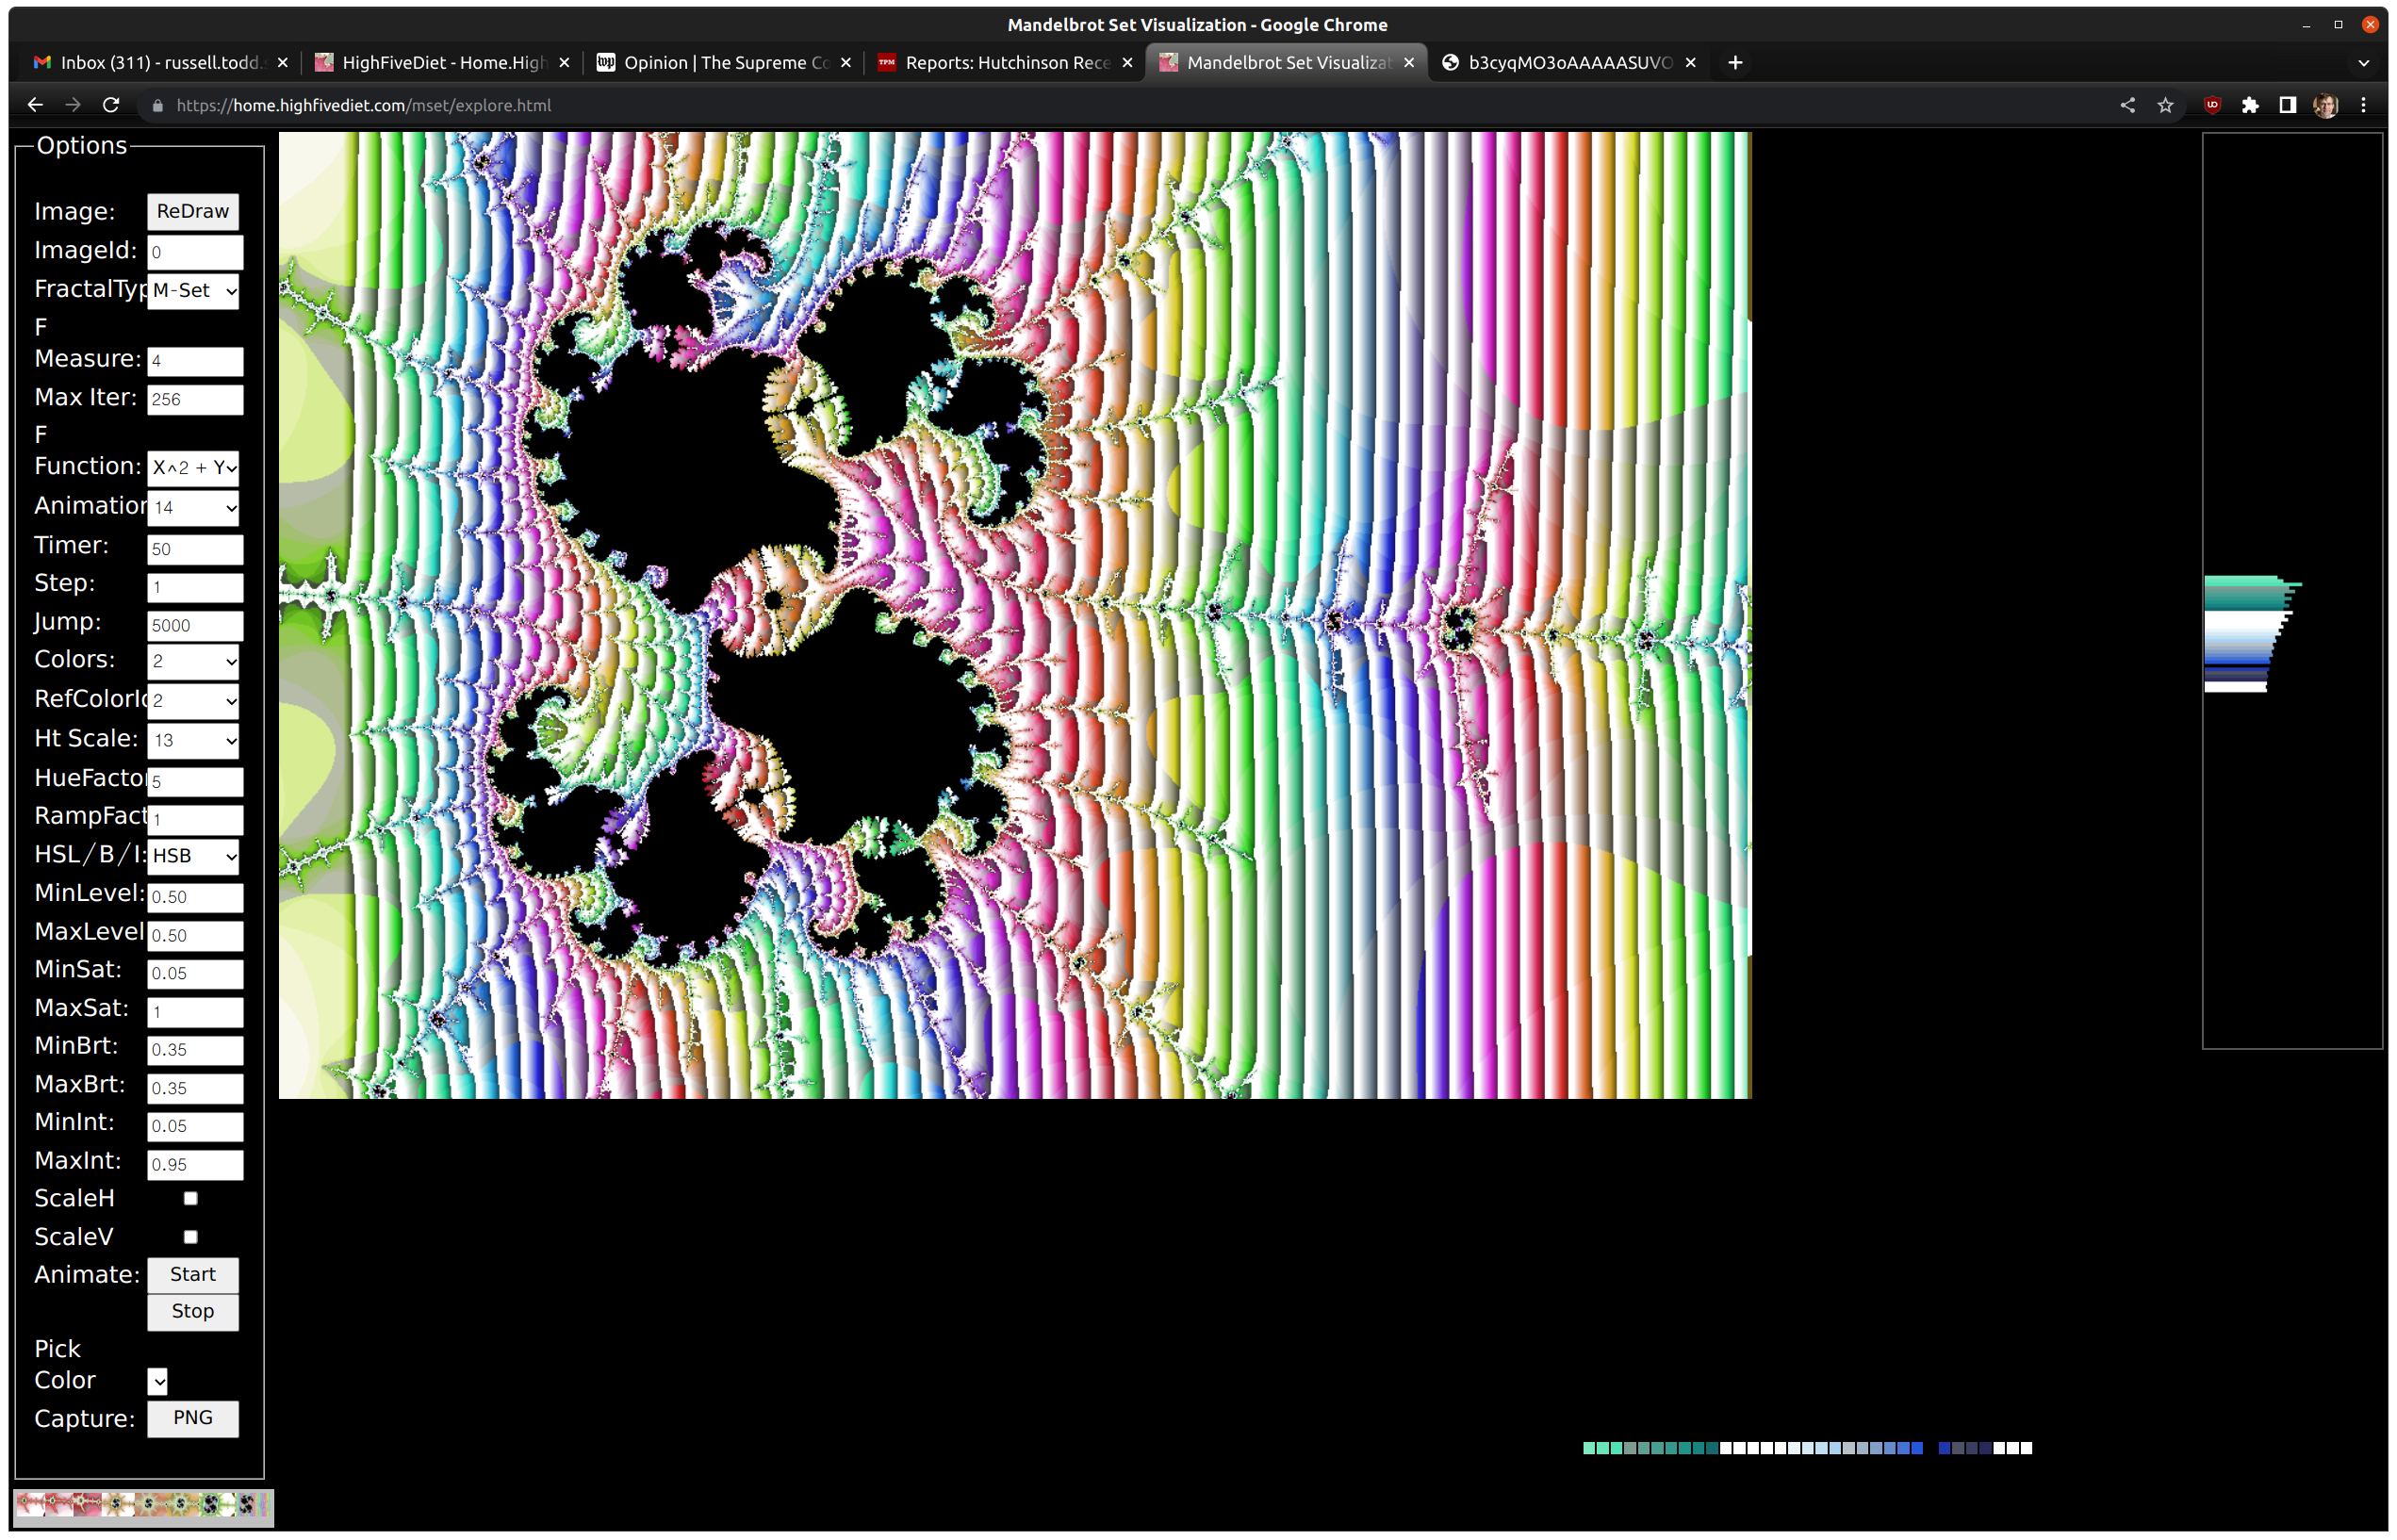 Mandelbrot Set Visualization - Google Chrome
Inbox (311) - russell.todd.
HighFiveDiet - Home.High
wp Opinion | The Supreme Co
TPM Reports: Hutchinson Rece
Mandelbrot Set Visualizat
b3cyqMO3oAAAAASUVO
https://home.highfivediet.com/mset/explore.html
Options
Image: ReDraw
ImageId: 0
FractalTyp M-Set
F
Measure: 4
Max Iter: 256
F
Function: X^2 + Y
Animation 14
Timer: 50
Step: 1
Jump: 5000
Colors: 2
RefColorId 2
Ht Scale: 13
HueFactor 5
RampFact 1
HSL/B/I: HSB
MinLevel: 0.50
MaxLevel 0.50
MinSat: 0.05
MaxSat: 1
MinBrt: 0.35
MaxBrt: 0.35
MinInt: 0.05
MaxInt: 0.95
ScaleH
ScaleV
Animate: Start
Stop
Pick
Color
Capture: PNG